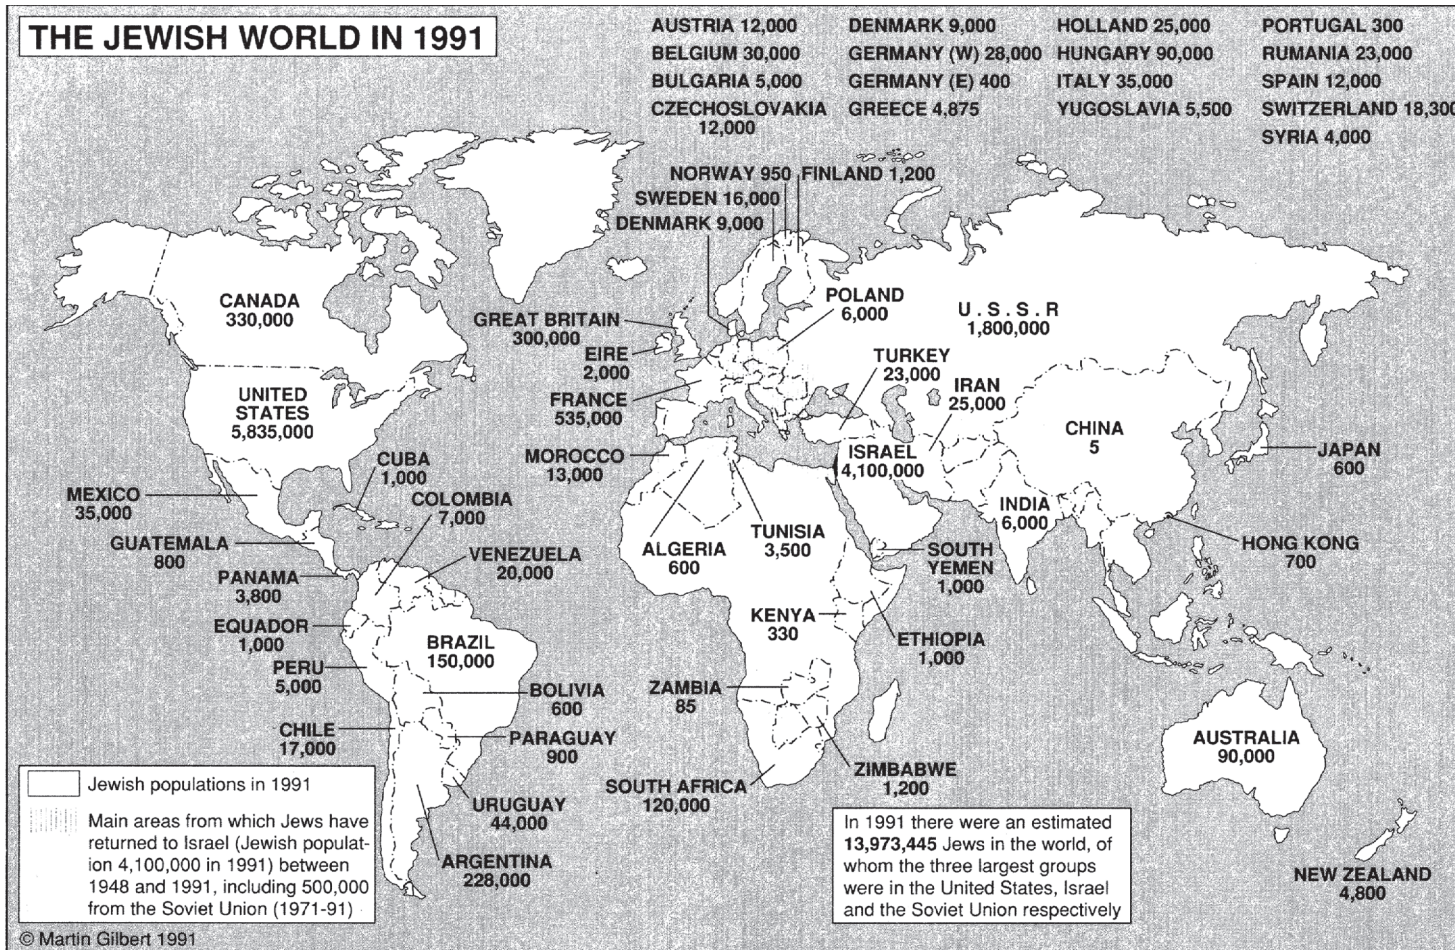 THE JEWISH WORLD IN 1991
AUSTRIA 12,000
BELGIUM 30,000
BULGARIA 5,000
CZECHOSLOVAKIA
12,000
DENMARK 9,000
GERMANY (W) 28,000
GERMANY (E) 400
GREECE 4,875
HOLLAND 25,000
HUNGARY 90,000
ITALY 35,000
YUGOSLAVIA 5,500
PORTUGAL 300
RUMANIA 23,000
SPAIN 12,000
SWITZERLAND 18,300
SYRIA 4,000
NORWAY 950
FINLAND 1,200
SWEDEN 16,000
DENMARK 9,000
CANADA
330,000
GREAT BRITAIN
300,000
EIRE
2,000
FRANCE
535,000
POLAND
6,000
U . S . S . R
1,800,000
TURKEY
23,000
IRAN
25,000
UNITED
STATES
5,835,000
CHINA
5
JAPAN
600
ISRAEL
4,100,000
MOROCCO
13,000
CUBA
1,000
MEXICO
35,000
COLOMBIA
7,000
INDIA
6,000
GUATEMALA
800
VENEZUELA
20,000
ALGERIA
600
TUNISIA
3,500
SOUTH
YEMEN
1,000
HONG KONG
700
PANAMA
3,800
EQUADOR
1,000
BRAZIL
150,000
KENYA
330
ETHIOPIA
1,000
PERU
5,000
BOLIVIA
600
ZAMBIA
85
CHILE
17,000
PARAGUAY
900
AUSTRALIA
90,000
SOUTH AFRICA
120,000
ZIMBABWE
1,200
URUGUAY
44,000
ARGENTINA
228,000
NEW ZEALAND
4,800
Jewish populations in 1991
Main areas from which Jews have
returned to Israel (Jewish populat-
ion 4,100,000 in 1991) between
1948 and 1991, including 500,000
from the Soviet Union (1971-91)
In 1991 there were an estimated
13,973,445 Jews in the world, of
whom the three largest groups
were in the United States, Israel
and the Soviet Union respectively
© Martin Gilbert 1991